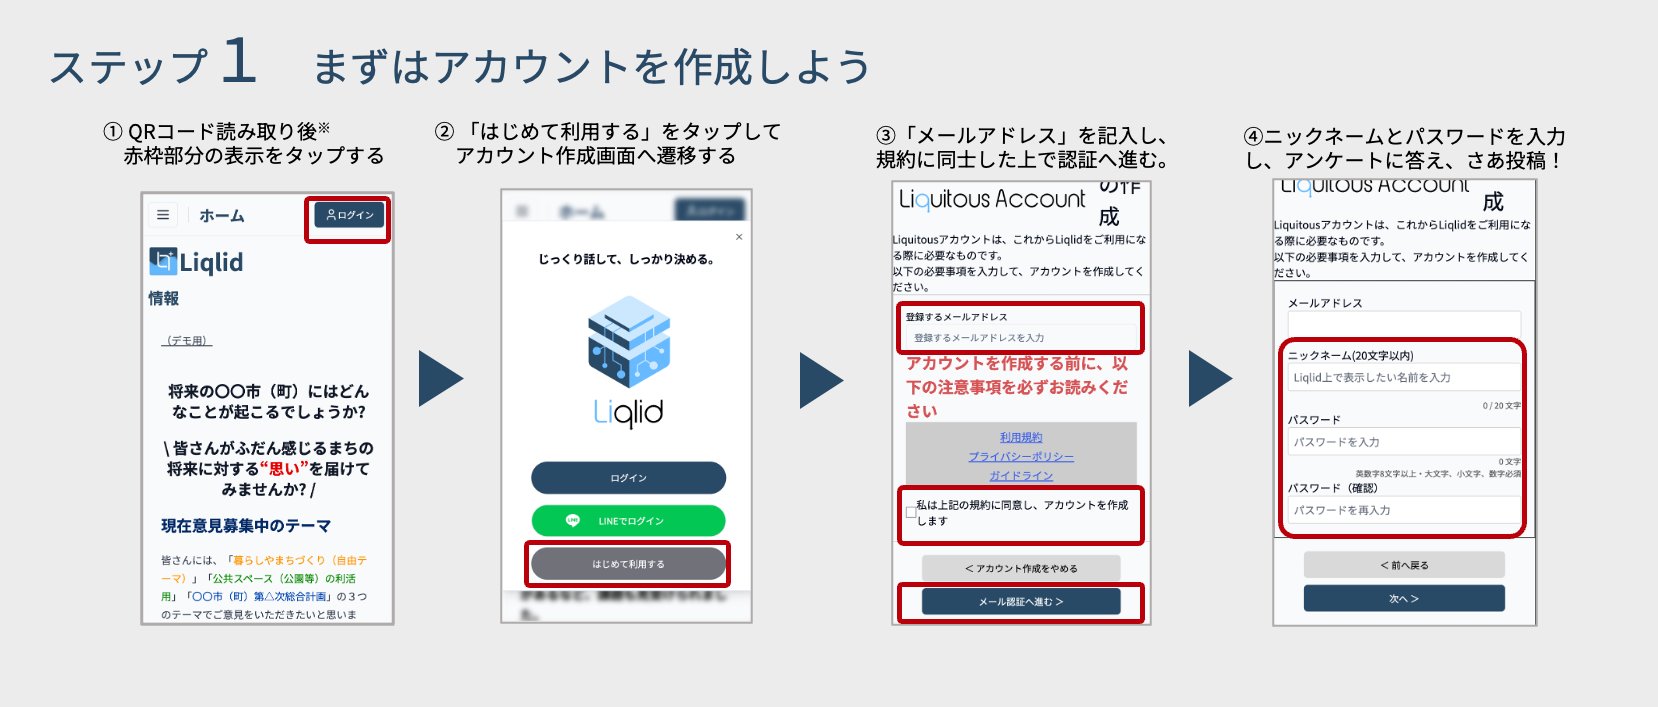 ステップ１　まずはアカウントを作成しよう
① QRコード読み取り後※
赤枠部分の表示をタップする
ホーム
ログイン
Liqlid
情報
（デモ用）
将来の〇〇市（町）にはどん
なことが起こるでしょうか?
\ 皆さんがふだん感じるまちの
将来に対する“思い”を届けて
みませんか? /
現在意見募集中のテーマ
皆さんには、「暮らしやまちづくり（自由テ
ーマ）」「公共スペース（公園等）の利活
用」「〇〇市（町）第△次総合計画」の３つ
のテーマでご意見をいただきたいと思いま
② 「はじめて利用する」をタップして
アカウント作成画面へ遷移する
×
じっくり話して、しっかり決める。
Liqlid
ログイン
LINE
LINEでログイン
はじめて利用する
③「メールアドレス」を記入し、
規約に同士した上で認証へ進む。
Liquitous Account
の作
成
Liquitousアカウントは、これからLiqlidをご利用にな
る際に必要なものです。
以下の必要事項を入力して、アカウントを作成してく
ださい。
登録するメールアドレス
登録するメールアドレスを入力
アカウントを作成する前に、以
下の注意事項を必ずお読みくだ
さい
利用規約
プライバシーポリシー
ガイドライン
私は上記の規約に同意し、アカウントを作成
します
< アカウント作成をやめる
メール認証へ進む >
④ニックネームとパスワードを入力
し、アンケートに答え、さあ投稿！
Liquitous Account
成
Liquitousアカウントは、これからLiqlidをご利用にな
る際に必要なものです。
以下の必要事項を入力して、アカウントを作成してく
ださい。
メールアドレス
ニックネーム(20文字以内)
Liqlid上で表示したい名前を入力
0 / 20 文字
パスワード
パスワードを入力
0 文字
英数字8文字以上・大文字、小文字、数字必須
パスワード（確認）
パスワードを再入力
< 前へ戻る
次へ >